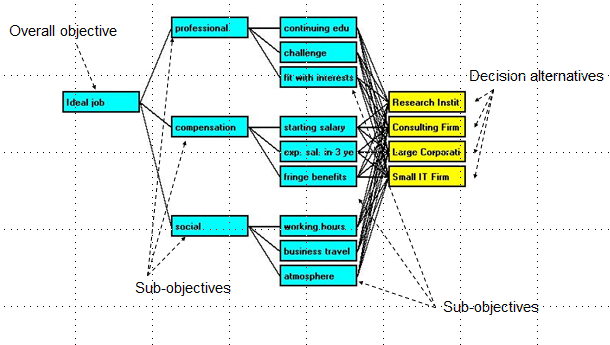 Overall objective
Ideal job
professional
compensation
social
Sub-objectives
continuing edu
challenge
fit with interests
starting salary
exp. sal. in 3 ye
fringe benefits
working hours
business travel
atmosphere
Research Instit
Consulting Firm
Large Corporati
Small IT Firm
Decision alternatives
Sub-objectives